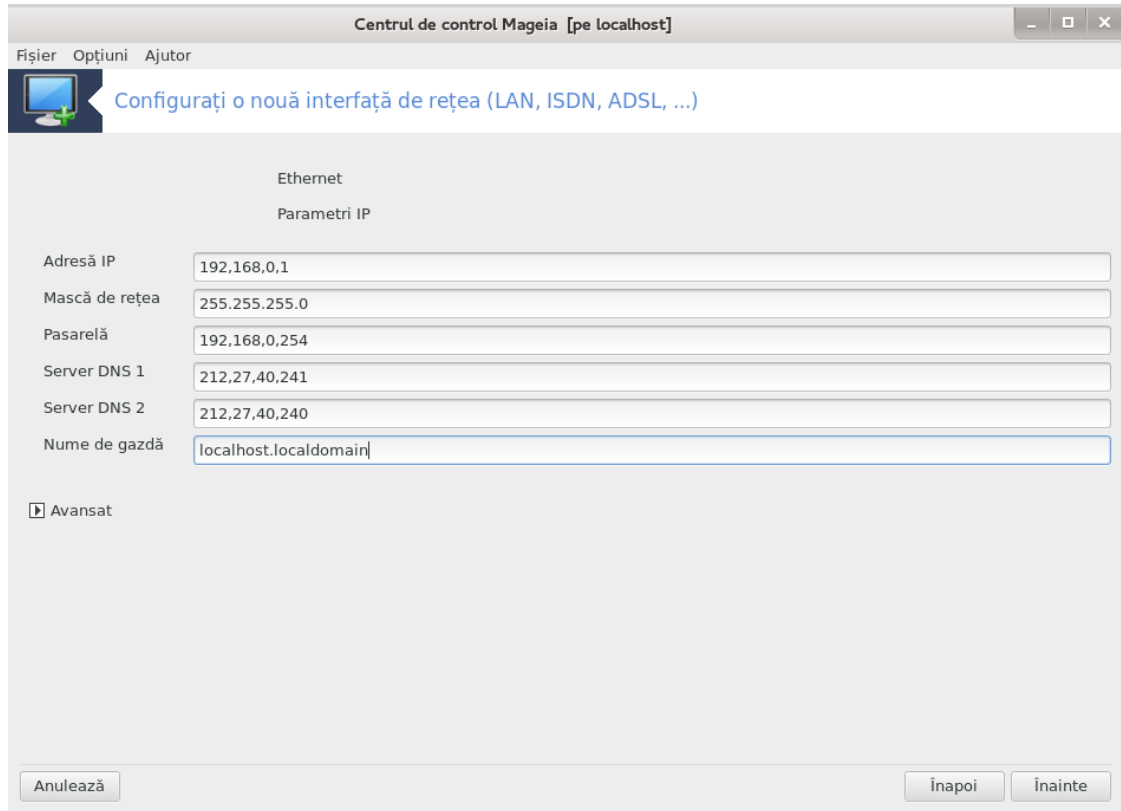 Centrul de control Mageia [pe localhost]
Fișier Opțiuni Ajutor
Configurați o nouă interfață de rețea (LAN, ISDN, ADSL, ...)
Ethernet
Parametri IP
Adresă IP 192,168,0,1
Mască de rețea 255.255.255.0
Pasarelă 192,168,0,254
Server DNS 1 212,27,40,241
Server DNS 2 212,27,40,240
Nume de gazdă localhost.localdomain
Avansat
Anulează Înapoi Înainte